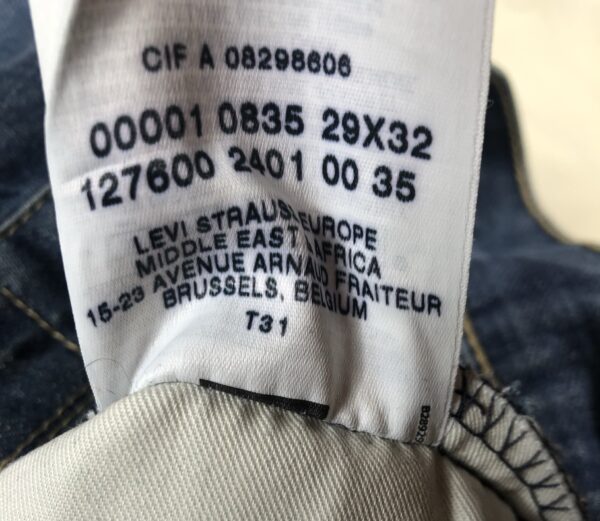 CIF A 08298606
00001 0835 29X32
127600 2401 00 35
LEVI STRAUSS EUROPE
MIDDLE EAST AFRICA
15-23 AVENUE ARNAUD FRAITEUR
BRUSSELS, BELGIUM
T31